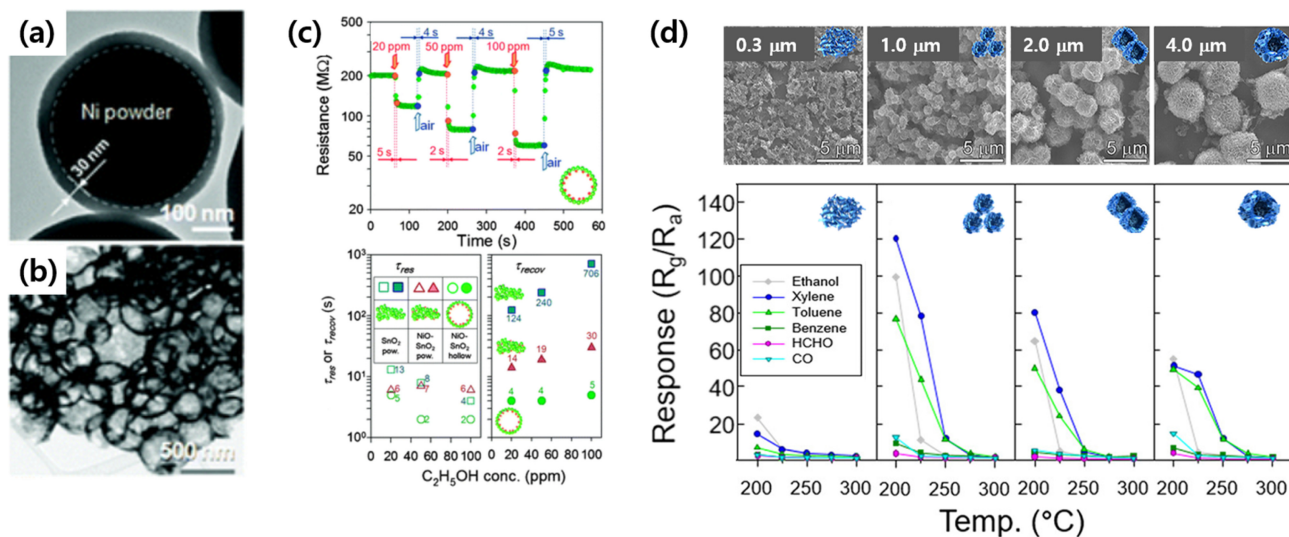 (a)
Ni powder
30 nm
100 nm
(b)
500 nm
(c)
4 s 4 s 5 s
20 ppm 50 ppm 100 ppm
500
200
100
50
20
Resistance (MΩ)
air air air
5 s 2 s 2 s
0 100 200 300 400 500 600
Time (s)
10³
10²
10¹
10⁰
τres or τrecov (s)
τres
SnO₂ pow.
NiO-SnO₂ pow.
NiO-SnO₂ hollow
13
6
5
8
7
2
6
4
2
τrecov
706
240
124
30
19
14
4 4 5
0 20 40 60 80 100 0 20 40 60 80 100
C₂H₅OH conc. (ppm)
(d)
0.3 μm 1.0 μm 2.0 μm 4.0 μm
5 μm 5 μm 5 μm 5 μm
140
120
100
80
60
40
20
Response (Rg/Ra)
Ethanol
Xylene
Toluene
Benzene
HCHO
CO
200 250 300 200 250 300 200 250 300 200 250 300
Temp. (°C)